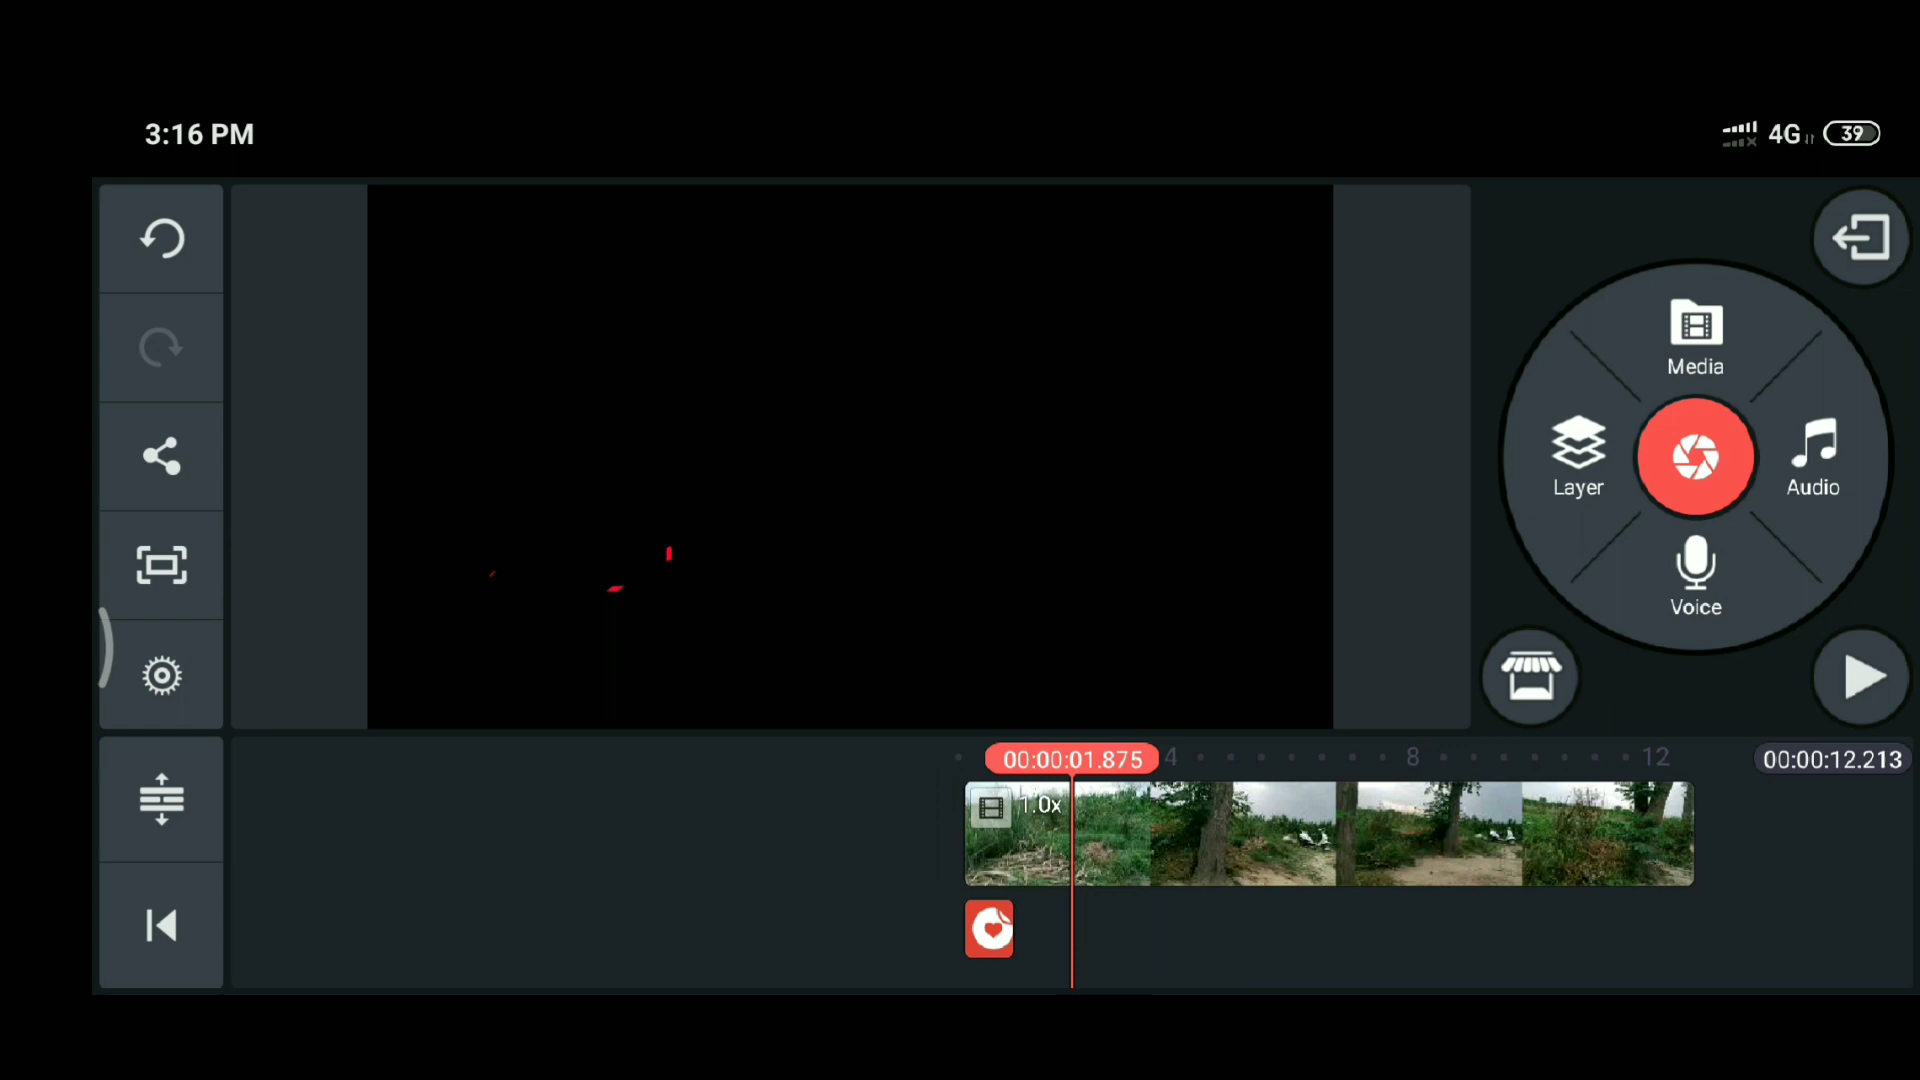 3:16 PM
4G
39
Media
Layer
Audio
Voice
00:00:01.875
4
8
12
00:00:12.213
1.0x